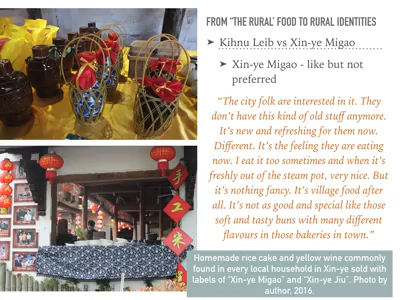 FROM “THE RURAL’ FOOD TO RURAL IDENTITIES
➤ Kihnu Leib vs Xin-ye Migao
➤ Xin-ye Migao - like but not
preferred
“The city folk are interested in it. They
don’t have this kind of old stuff anymore.
It’s new and refreshing for them now.
Different. It’s the feeling they are eating
now. I eat it too sometimes and when it’s
freshly out of the steam pot, very nice. But
it’s nothing fancy. It’s village food after
all. It’s not as good and special like those
soft and tasty buns with many different
flavours in those bakeries in town.”
手
工
Homemade rice cake and yellow wine commonly
found in every local household in Xin-ye sold with
labels of “Xin-ye Migao” and “Xin-ye Jiu”. Photo by
author, 2016.